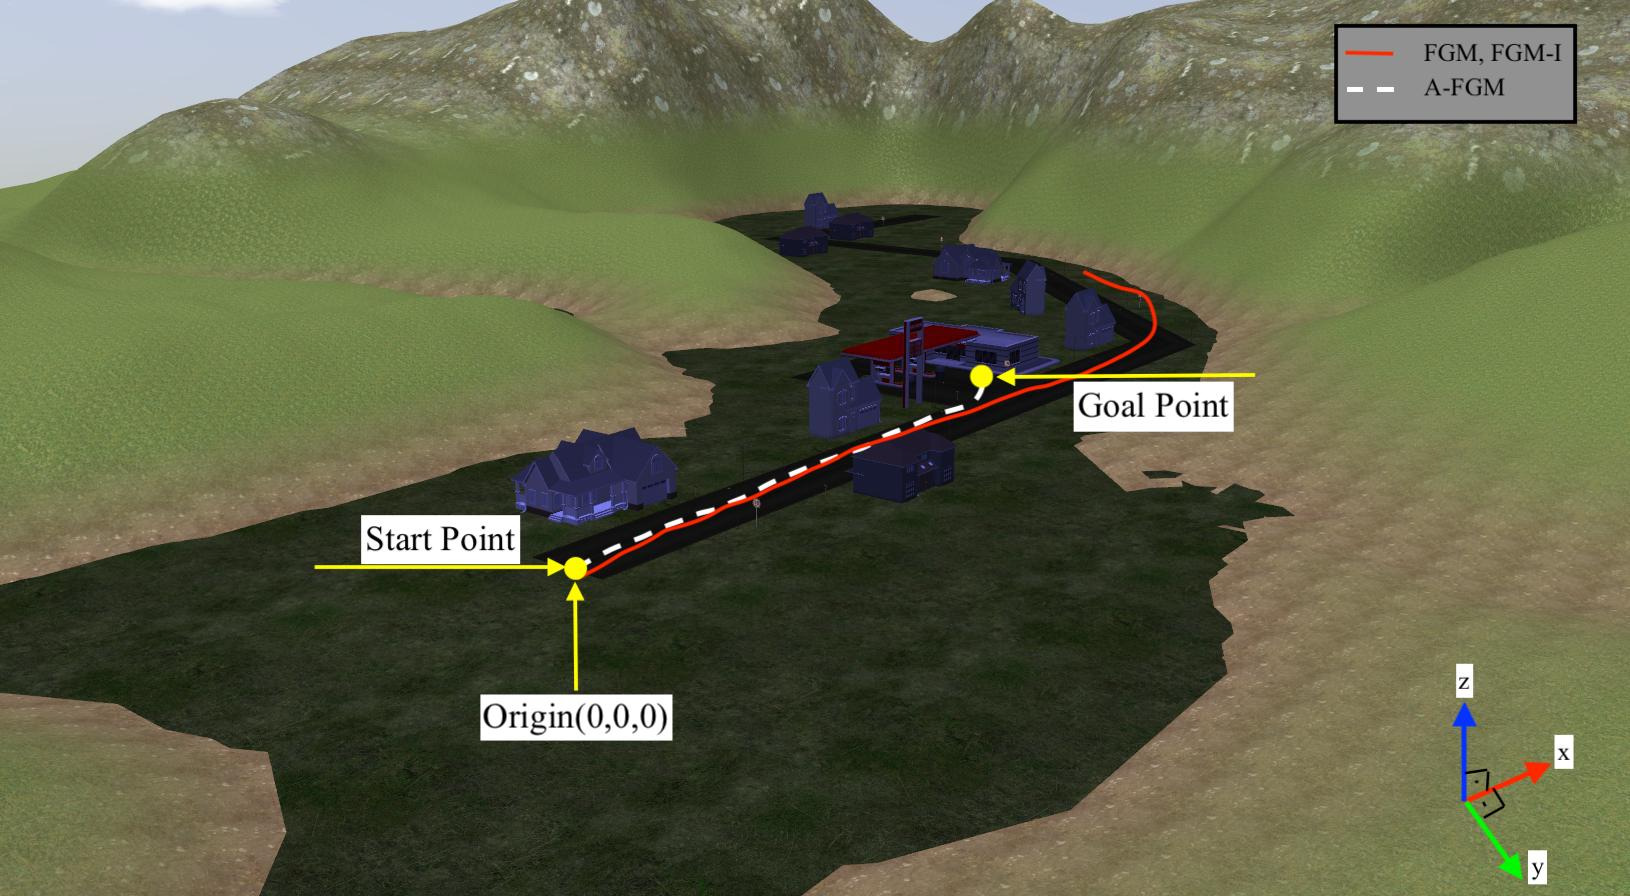 FGM, FGM-I
A-FGM
Goal Point
Start Point
Origin(0,0,0)
z
x
y